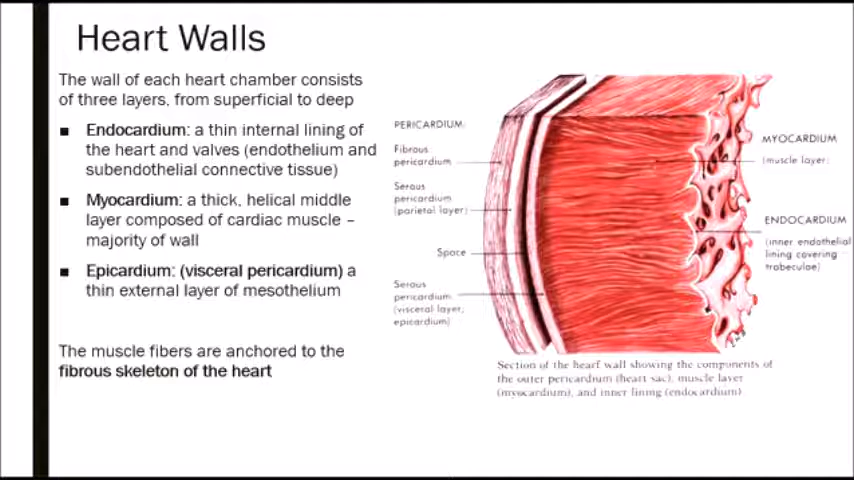 Heart Walls
The wall of each heart chamber consists
of three layers, from superficial to deep
■ Endocardium: a thin internal lining of
the heart and valves (endothelium and
subendothelial connective tissue)
■ Myocardium: a thick, helical middle
layer composed of cardiac muscle –
majority of wall
■ Epicardium: (visceral pericardium) a
thin external layer of mesothelium
The muscle fibers are anchored to the
fibrous skeleton of the heart
PERICARDIUM:
Fibrous
pericardium
Serous
pericardium
(parietal layer)
Space
Serous
pericardium
(visceral layer;
epicardium)
MYOCARDIUM
(muscle layer)
ENDOCARDIUM
(inner endothelial
lining covering
trabeculae)
Section of the heart wall showing the components of
the outer pericardium (heart sac), muscle layer
(myocardium), and inner lining (endocardium).